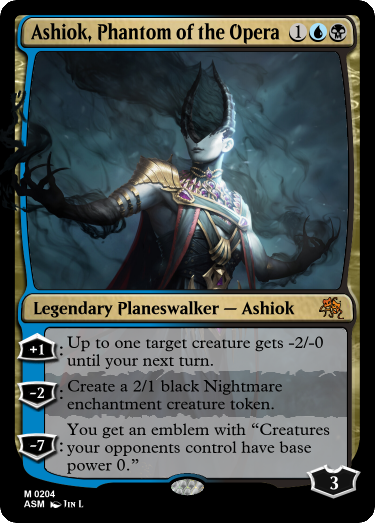 Ashiok, Phantom of the Opera 1
Legendary Planeswalker — Ashiok
+1: Up to one target creature gets -2/-0
until your next turn.
-2: Create a 2/1 black Nightmare
enchantment creature token.
-7: You get an emblem with “Creatures
your opponents control have base
power 0.”
3
M 0204
ASM JIN L